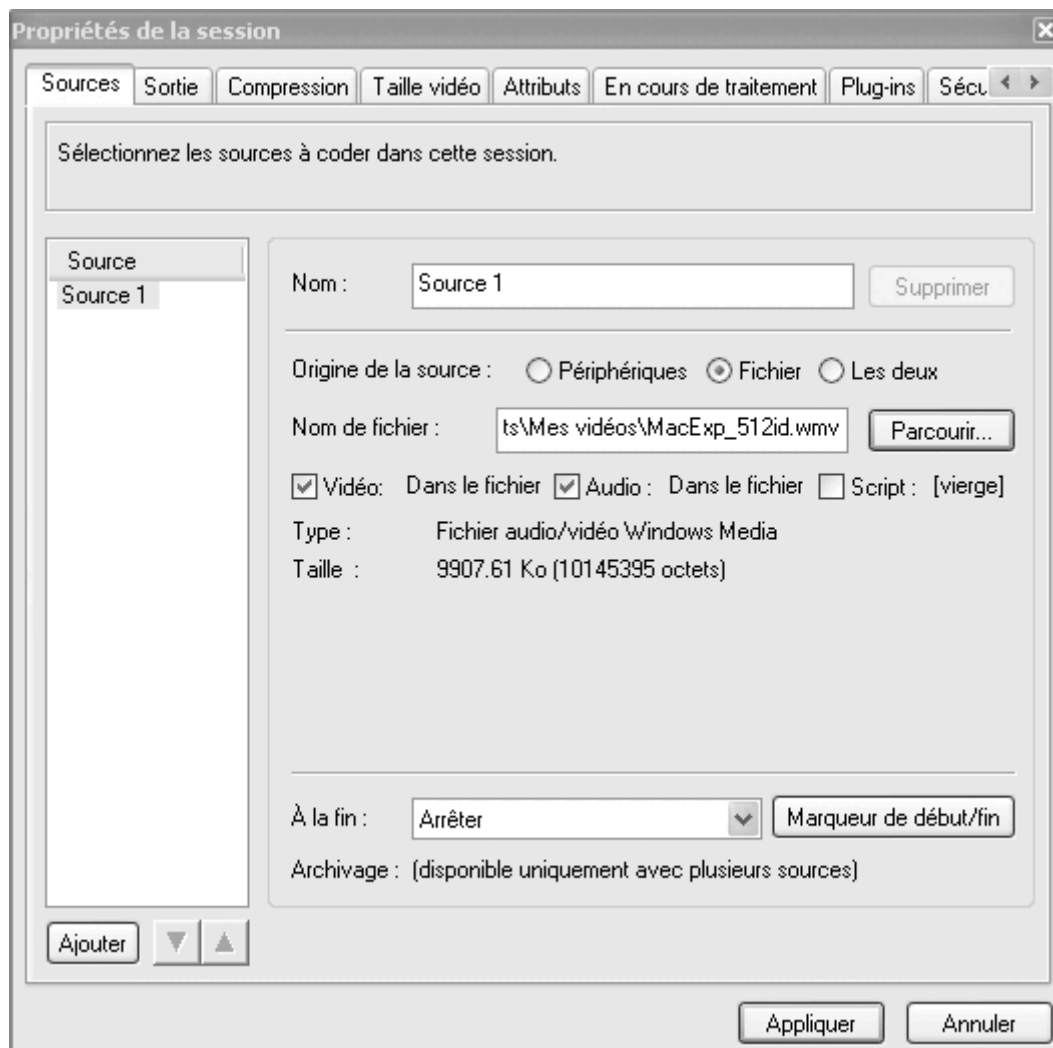 Propriétés de la session
Sources Sortie Compression Taille vidéo Attributs En cours de traitement Plug-ins
Sélectionnez les sources à coder dans cette session.
Source
Source 1
Nom : Source 1 Supprimer
Origine de la source : Périphériques Fichier Les deux
Nom de fichier : ts\Mes vidéos\MacExp_512id.wmv Parcourir...
Vidéo: Dans le fichier Audio : Dans le fichier Script : [vierge]
Type : Fichier audio/vidéo Windows Media
Taille : 9907.61 Ko (10145395 octets)
À la fin : Arrêter Marqueur de début/fin
Archivage : (disponible uniquement avec plusieurs sources)
Ajouter
Appliquer Annuler